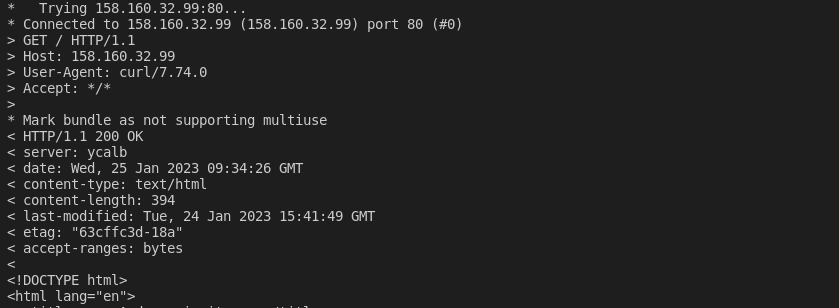 *   Trying 158.160.32.99:80...
* Connected to 158.160.32.99 (158.160.32.99) port 80 (#0)
> GET / HTTP/1.1
> Host: 158.160.32.99
> User-Agent: curl/7.74.0
> Accept: */*
>
* Mark bundle as not supporting multiuse
< HTTP/1.1 200 OK
< server: ycalb
< date: Wed, 25 Jan 2023 09:34:26 GMT
< content-type: text/html
< content-length: 394
< last-modified: Tue, 24 Jan 2023 15:41:49 GMT
< etag: "63cffc3d-18a"
< accept-ranges: bytes
<
<!DOCTYPE html>
<html lang="en">